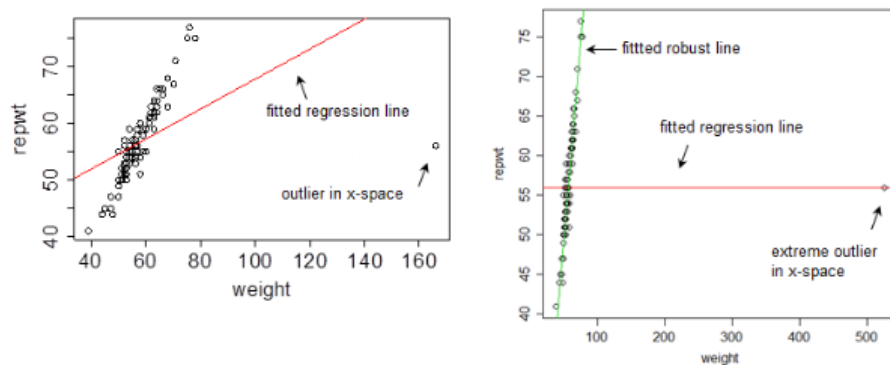 repwt
70
60
50
40
fitted regression line
outlier in x-space
40 60 80 100 120 140 160
weight
repwt
75
70
65
60
55
50
45
40
fittted robust line
fitted regression line
extreme outlier
in x-space
100 200 300 400 500
weight